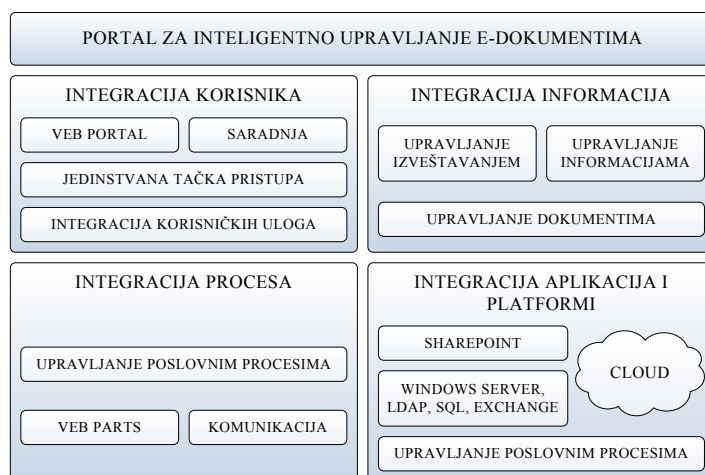 PORTAL ZA INTELIGENTNO UPRAVLJANJE E-DOKUMENTIMA
INTEGRACIJA KORISNIKA
VEB PORTAL
SARADNJA
JEDINSTVANA TAČKA PRISTUPA
INTEGRACIJA KORISNIČKIH ULOGA
INTEGRACIJA INFORMACIJA
UPRAVLJANJE
IZVEŠTAVANJEM
UPRAVLJANJE
INFORMACIJAMA
UPRAVLJANJE DOKUMENTIMA
INTEGRACIJA PROCESA
UPRAVLJANJE POSLOVNIM PROCESIMA
VEB PARTS
KOMUNIKACIJA
INTEGRACIJA APLIKACIJA I
PLATFORMI
SHAREPOINT
WINDOWS SERVER,
LDAP, SQL, EXCHANGE
CLOUD
UPRAVLJANJE POSLOVNIM PROCESIMA